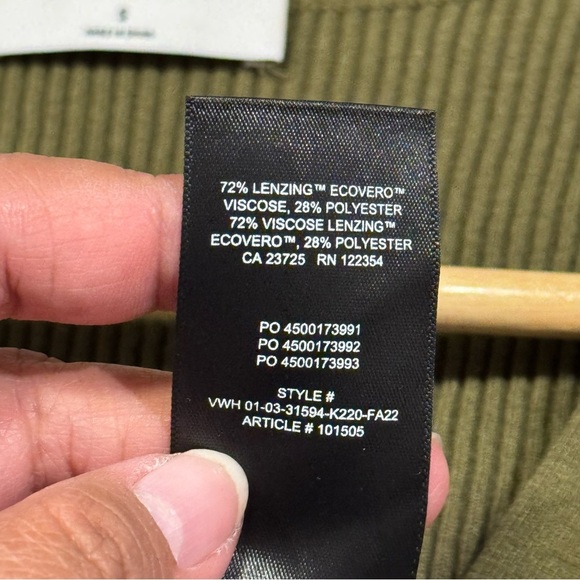 S
72% LENZING™ ECOVERO™
VISCOSE, 28% POLYESTER
72% VISCOSE LENZING™
ECOVERO™, 28% POLYESTER
CA 23725 RN 122354
PO 4500173991
PO 4500173992
PO 4500173993
STYLE #
VWH 01-03-31594-K220-FA22
ARTICLE # 101505